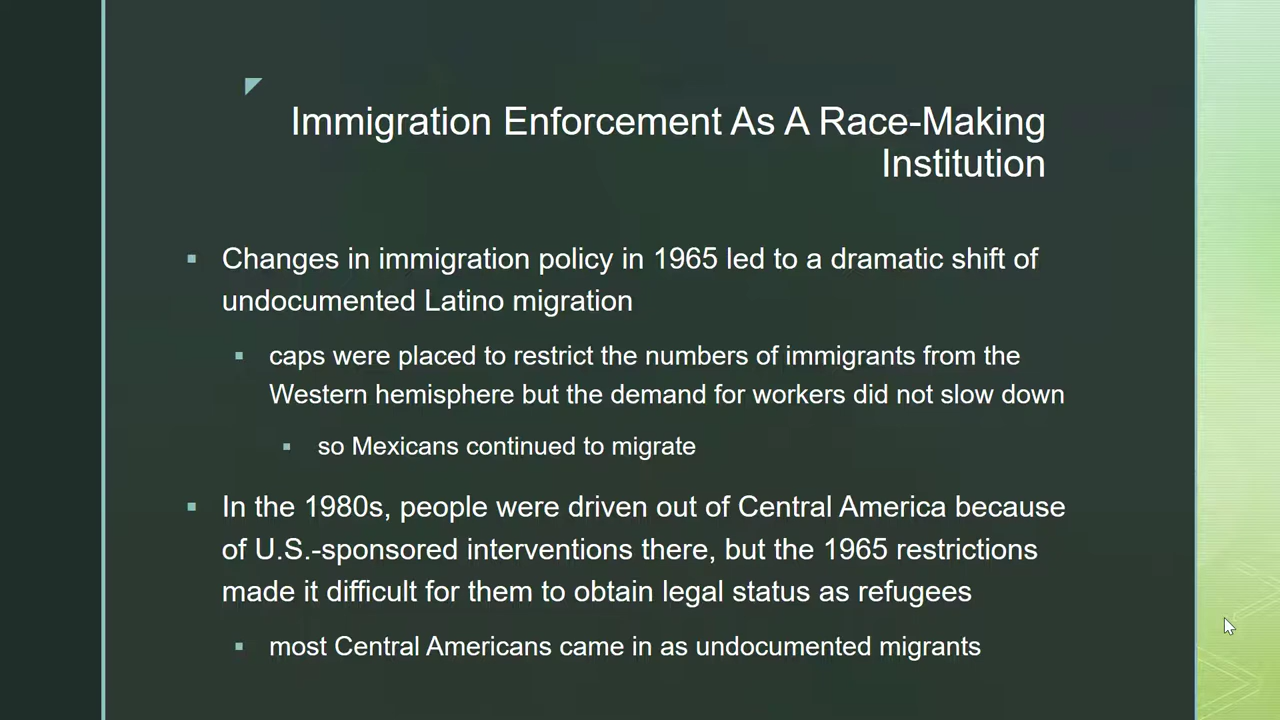 Immigration Enforcement As A Race-Making
Institution
Changes in immigration policy in 1965 led to a dramatic shift of
undocumented Latino migration
caps were placed to restrict the numbers of immigrants from the
Western hemisphere but the demand for workers did not slow down
so Mexicans continued to migrate
In the 1980s, people were driven out of Central America because
of U.S.-sponsored interventions there, but the 1965 restrictions
made it difficult for them to obtain legal status as refugees
most Central Americans came in as undocumented migrants